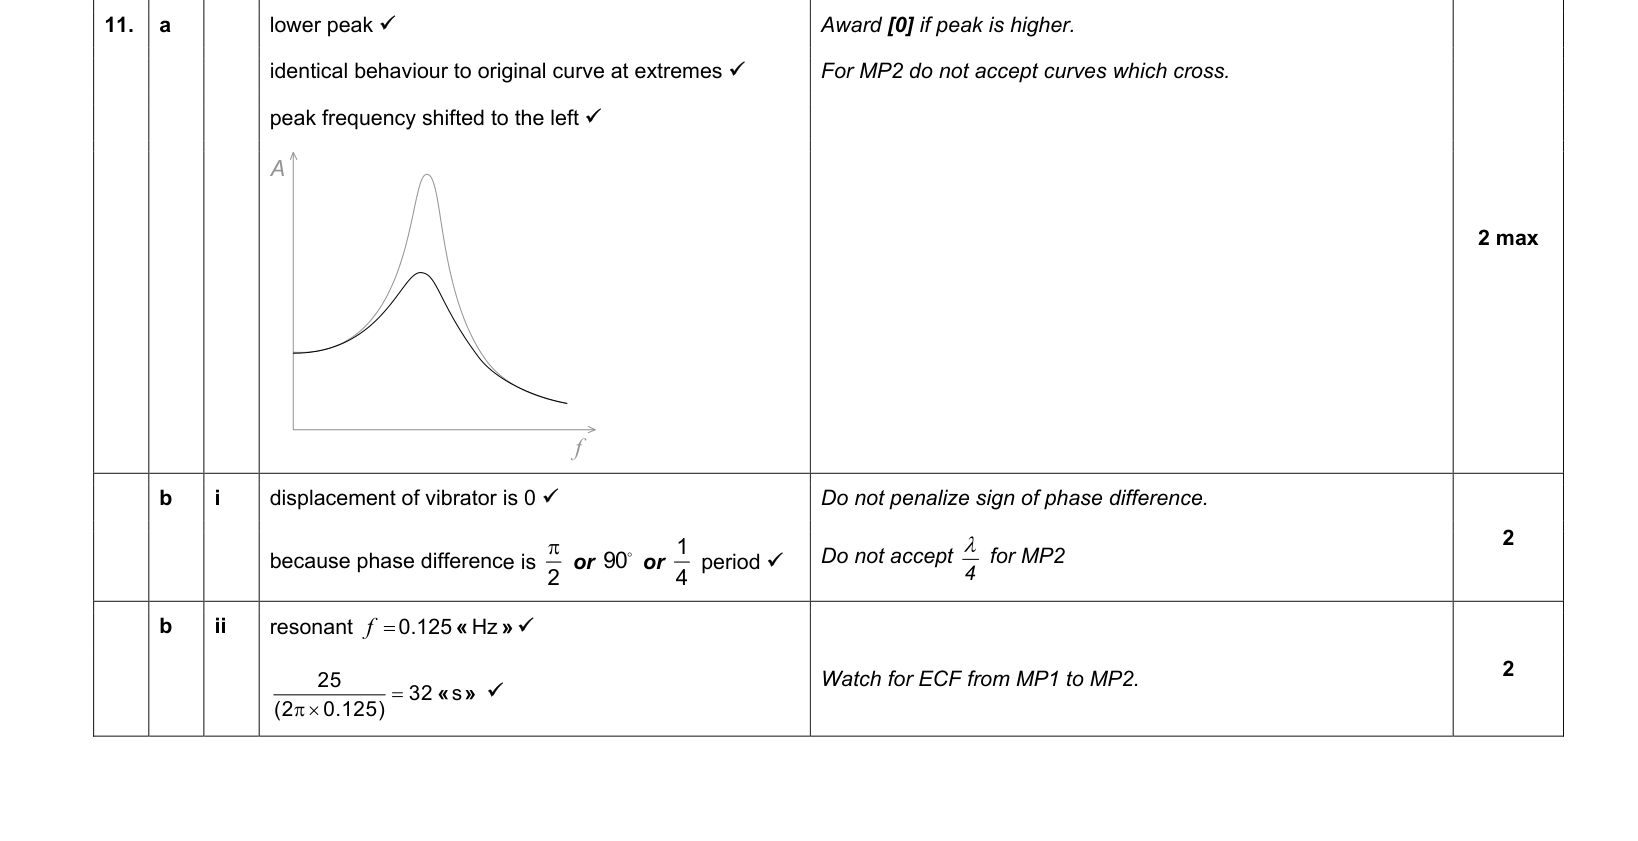 11. a lower peak ✓ Award [0] if peak is higher.
identical behaviour to original curve at extremes ✓ For MP2 do not accept curves which cross.
peak frequency shifted to the left ✓
A
2 max
f
b i displacement of vibrator is 0 ✓ Do not penalize sign of phase difference.
2
because phase difference is π/2 or 90° or 1/4 period ✓ Do not accept λ/4 for MP2
b ii resonant f = 0.125 « Hz » ✓
25/(2π × 0.125) = 32 « s » ✓ Watch for ECF from MP1 to MP2. 2